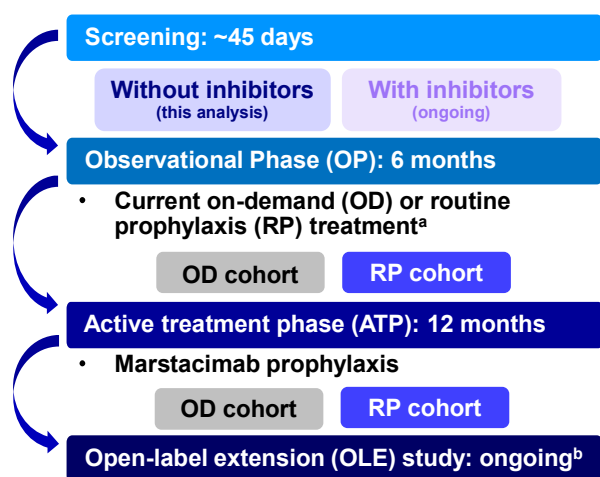 Screening: ~45 days
Without inhibitors
(this analysis)
With inhibitors
(ongoing)
Observational Phase (OP): 6 months
• Current on-demand (OD) or routine
prophylaxis (RP) treatmentᵃ
OD cohort
RP cohort
Active treatment phase (ATP): 12 months
• Marstacimab prophylaxis
OD cohort
RP cohort
Open-label extension (OLE) study: ongoingᵇ